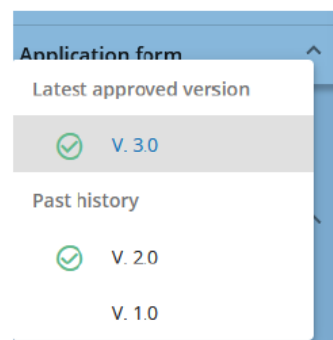 Application form
Latest approved version
V. 3.0
Past history
V. 2.0
V. 1.0